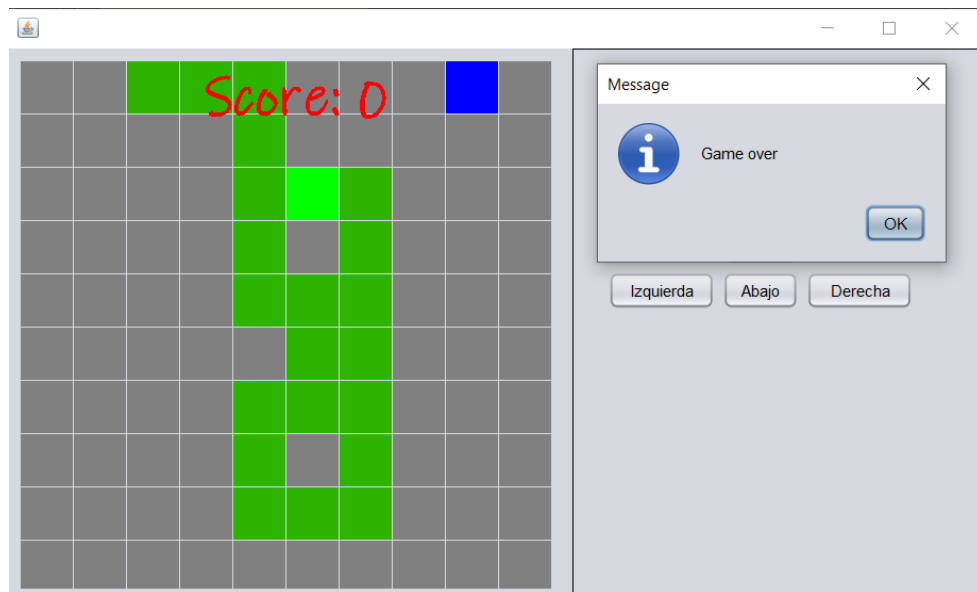 Score: 0
Message
Game over
OK
Izquierda
Abajo
Derecha